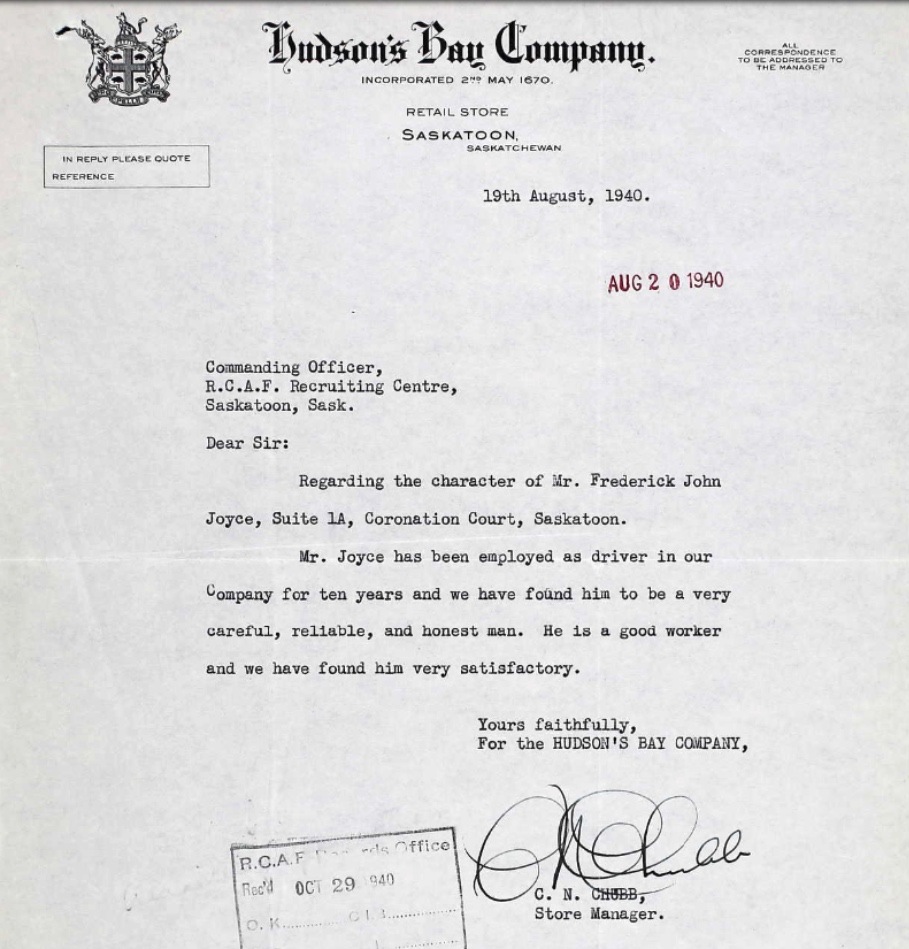 Hudson's Bay Company.
INCORPORATED 2ND MAY 1670.
ALL
CORRESPONDENCE
TO BE ADDRESSED TO
THE MANAGER
RETAIL STORE
SASKATOON,
SASKATCHEWAN
IN REPLY PLEASE QUOTE
REFERENCE
19th August, 1940.
AUG 20 1940
Commanding Officer,
R.C.A.F. Recruiting Centre,
Saskatoon, Sask.
Dear Sir:
Regarding the character of Mr. Frederick John
Joyce, Suite 1A, Coronation Court, Saskatoon.
Mr. Joyce has been employed as driver in our
Company for ten years and we have found him to be a very
careful, reliable, and honest man. He is a good worker
and we have found him very satisfactory.
Yours faithfully,
For the HUDSON'S BAY COMPANY,
C. N. CHUBB,
Store Manager.
R.C.A.F. Office
Rec'd OCT 29 1940
O. K.